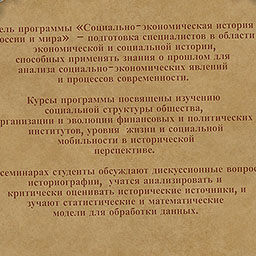 ель программы «Социально-экономическая история
оссии и мира» – подготовка специалистов в области
экономической и социальной истории,
способных применять знания о прошлом для
анализа социально-экономических явлений
и процессов современности.
Курсы программы посвящены изучению
социальной структуры общества,
рганизации и эволюции финансовых и политических
институтов, уровня жизни и социальной
мобильности в исторической
перспективе.
семинарах студенты обсуждают дискуссионные вопрос
историографии, учатся анализировать и
критически оценивать исторические источники, и
зучают статистические и математические
модели для обработки данных.